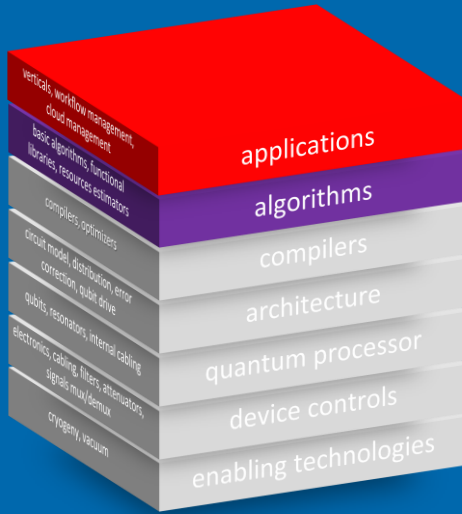 verticals, workflow management,
cloud management
applications
basic algorithms, functional
libraries, resources estimators
algorithms
compilers, optimizers
compilers
circuit model, distribution, error
correction, qubit drive
architecture
qubits, resonators, internal cabling
quantum processor
electronics, cabling, filters, attenuators,
signals mux/demux
device controls
cryogeny, vacuum
enabling technologies